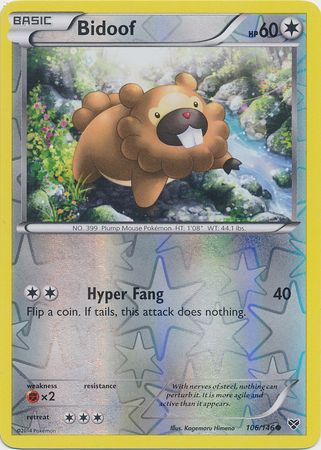 BASIC
Bidoof
HP60
NO. 399 Plump Mouse Pokémon HT: 1'08" WT: 44.1 lbs.
Hyper Fang 40
Flip a coin. If tails, this attack does nothing.
weakness resistance
×2
retreat
With nerves of steel, nothing can
perturb it. It is more agile and
active than it appears.
Illus. Kagemaru Himeno 106/146
©2014 Pokémon